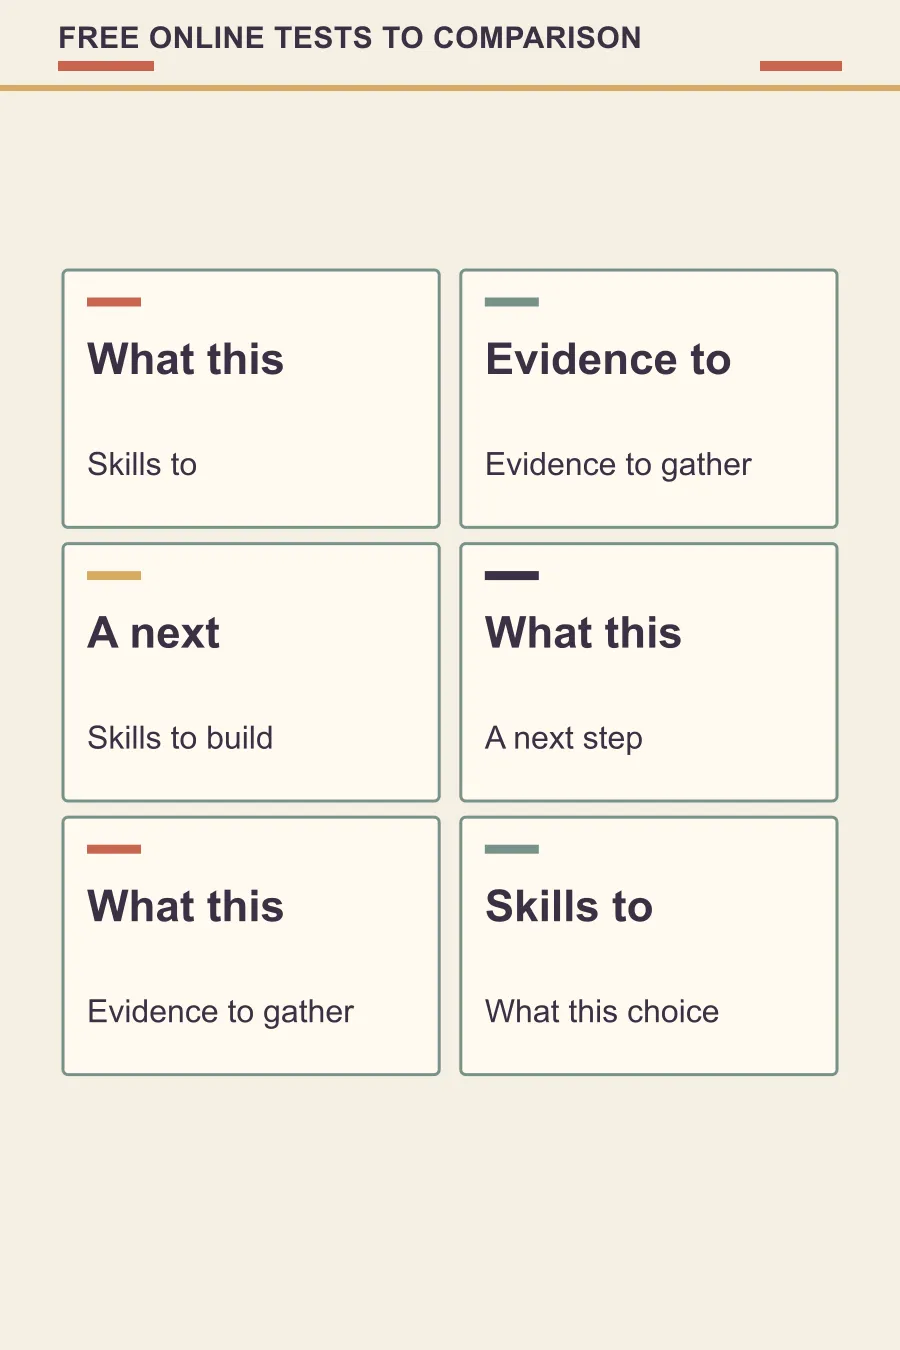 FREE ONLINE TESTS TO COMPARISON
What this
Skills to
Evidence to
Evidence to gather
A next
Skills to build
What this
A next step
What this
Evidence to gather
Skills to
What this choice